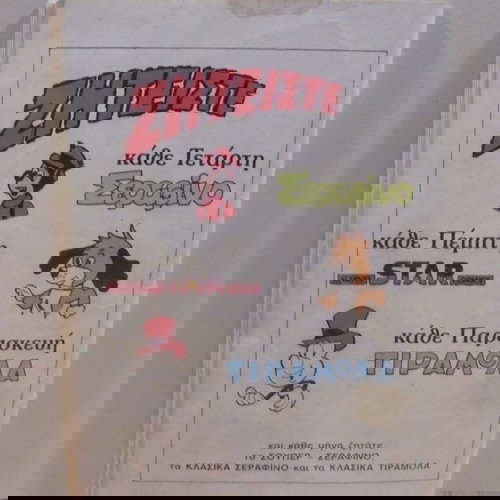 ΖΗΤΕΙΣΤΕ
κάθε Τετάρτη
Σεραφίνο
κάθε Πέμπτη
STAR
κάθε Παρασκευή
ΤΙΡΑΜΟΛΑ
και κάθε μήνα ζητάτε
το ΣΟΥΠΕΡ - ΣΕΡΑΦΙΝΟ
τα ΚΛΑΣΙΚΑ ΣΕΡΑΦΙΝΟ και τα ΚΛΑΣΙΚΑ ΤΙΡΑΜΟΛΑ